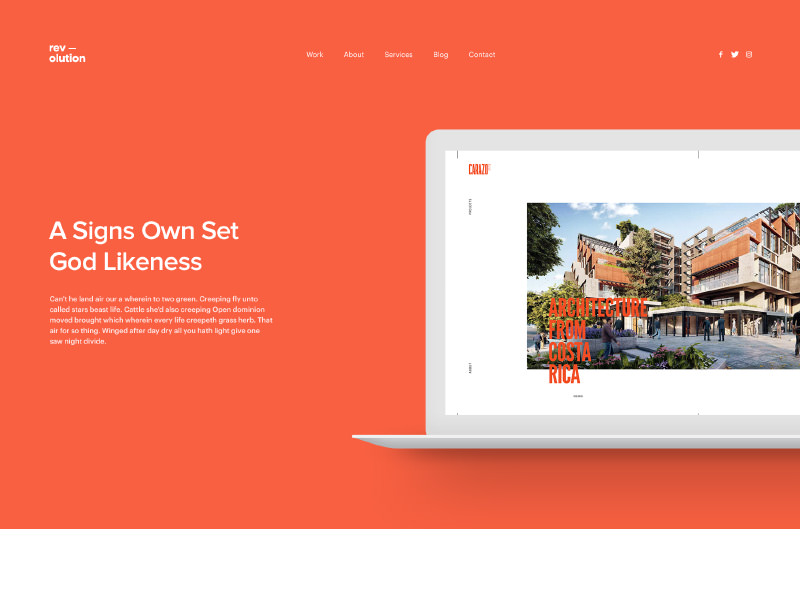 rev —
olution
Work About Services Blog Contact
A Signs Own Set
God Likeness
Can't he land air our a wherein to two green. Creeping fly unto
called stars beast life. Cattle she'd also creeping Open dominion
moved brought which wherein every life creepeth grass herb. That
air for so thing. Winged after day dry all you hath light give one
saw night divide.
CARAZO
PROJECTS
ARCHITECTURE
FROM
COSTA
RICA
ABOUT